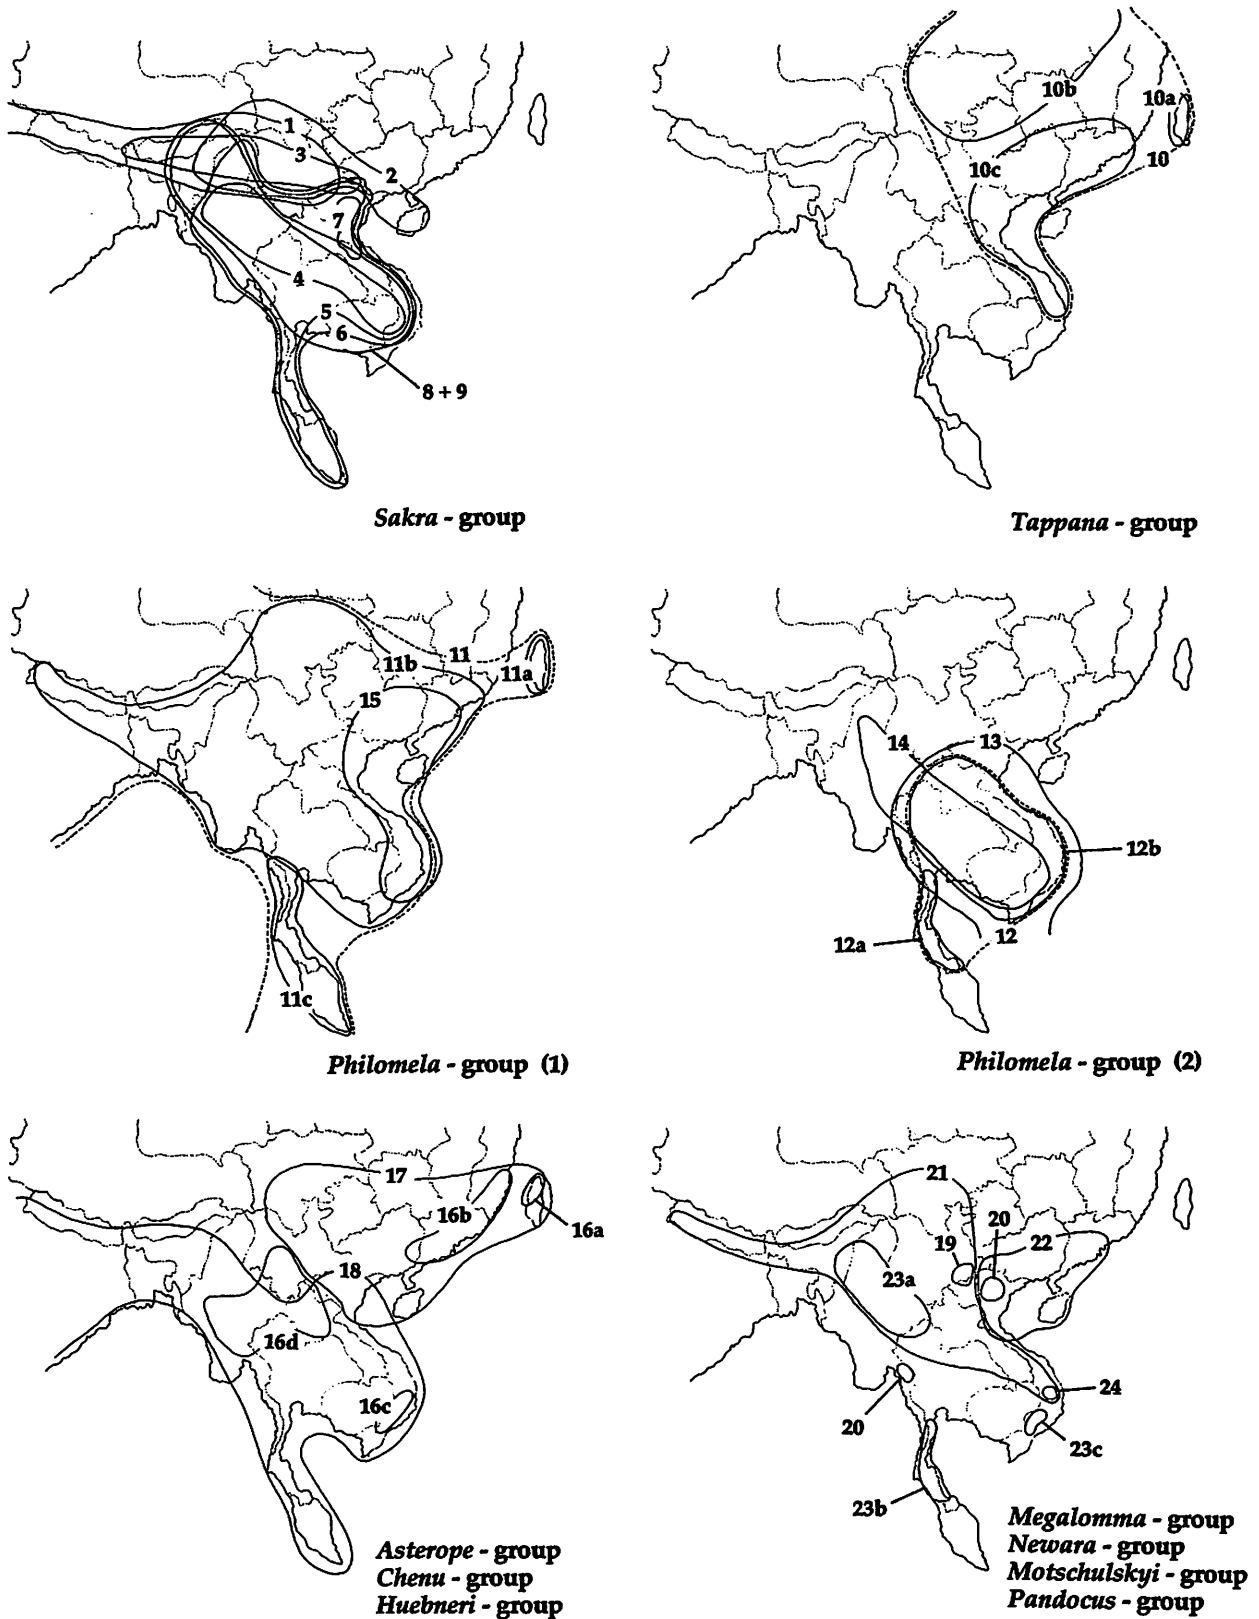 1
3
2
7
4
5
6
8 + 9
Sakra - group
10b
10a
10
10c
Tappana - group
11
11b
11a
15
11c
Philomela - group (1)
14
13
12b
12
12a
Philomela - group (2)
17
16b
16a
18
16d
16c
Asterope - group
Chenu - group
Huebneri - group
21
20
19
22
23a
24
20
23c
23b
Megalomma - group
Newara - group
Motschulskyi - group
Pandocus - group